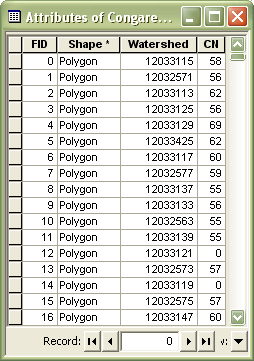 Attributes of Congare...
FID Shape * Watershed CN
0 Polygon 12033115 58
1 Polygon 12032571 56
2 Polygon 12033113 62
3 Polygon 12033125 56
4 Polygon 12033129 69
5 Polygon 12033425 62
6 Polygon 12033117 60
7 Polygon 12032577 59
8 Polygon 12033137 55
9 Polygon 12033133 56
10 Polygon 12032563 55
11 Polygon 12033139 55
12 Polygon 12033121 0
13 Polygon 12032573 57
14 Polygon 12033119 0
15 Polygon 12032575 57
16 Polygon 12033147 60
Record: 0